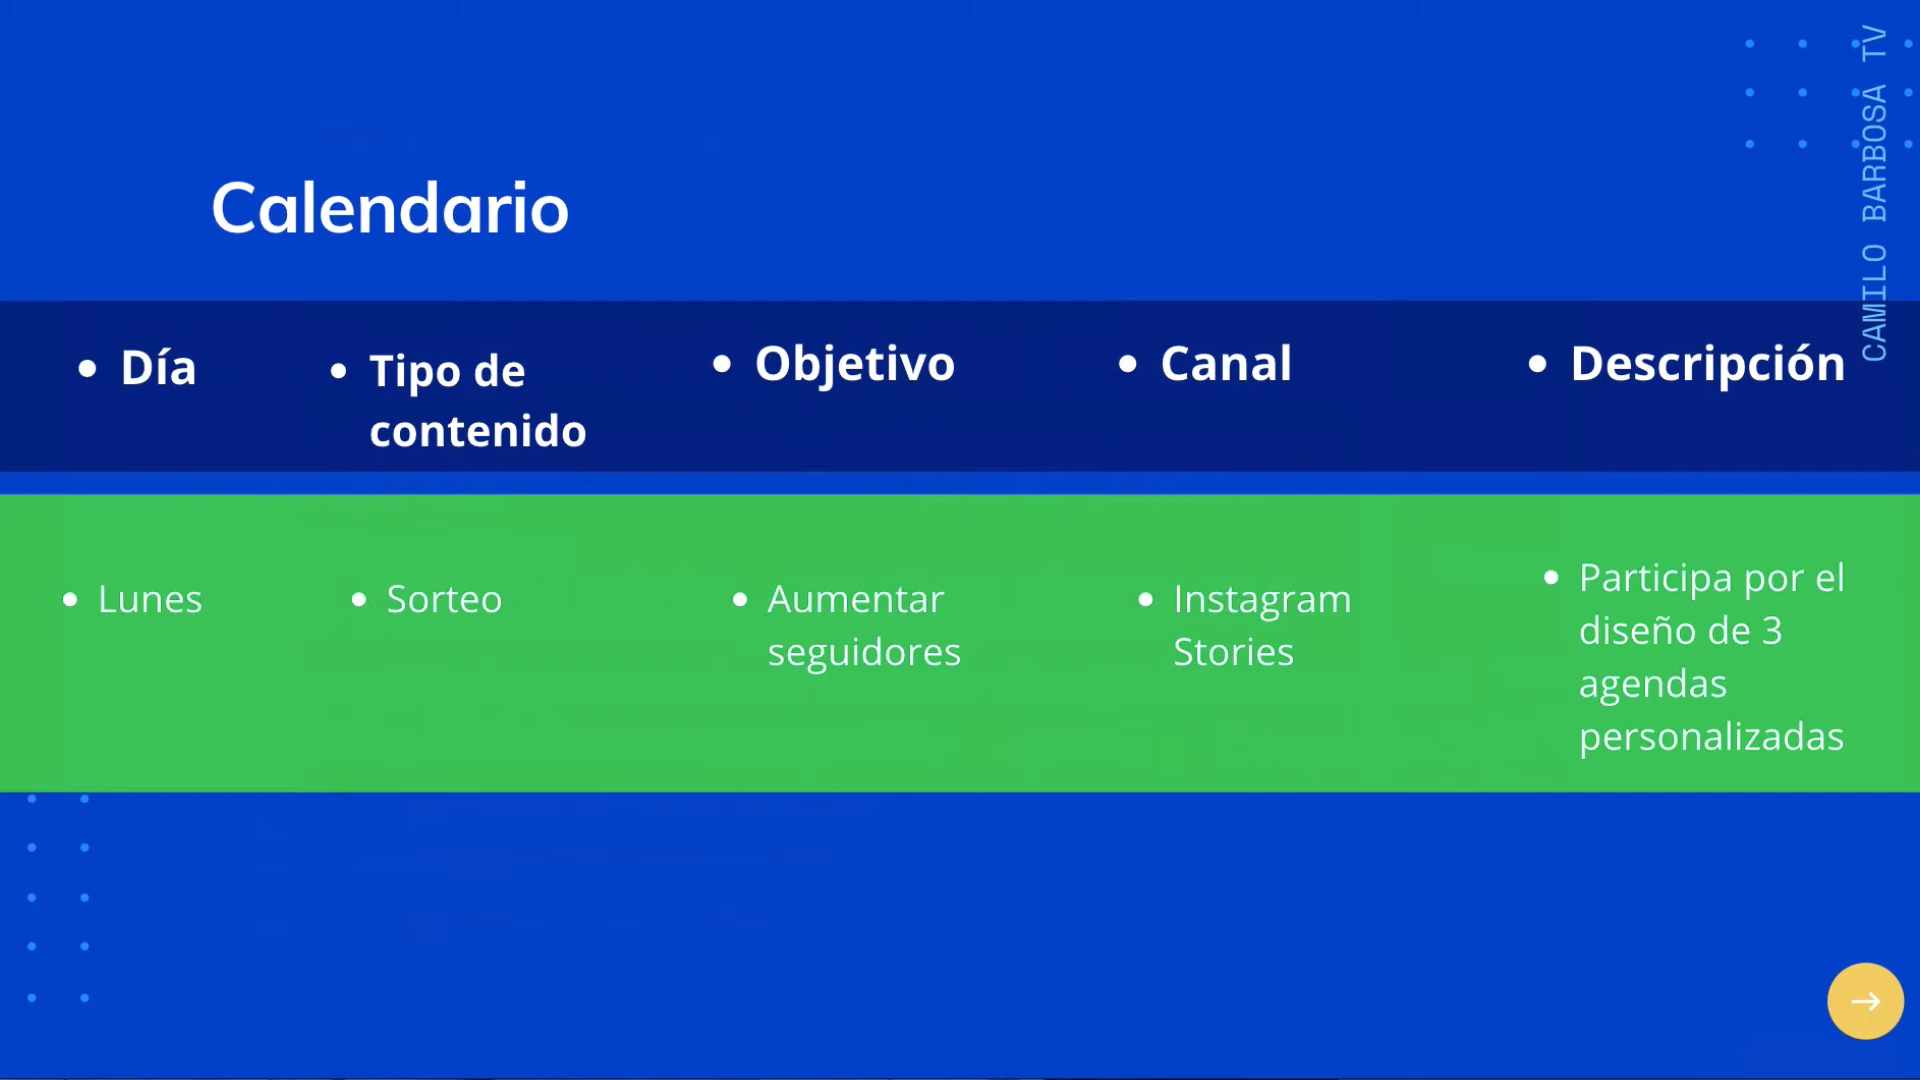 CAMILO BARBOSA TV
Calendario
• Día
• Tipo de
contenido
• Objetivo
• Canal
• Descripción
• Lunes
• Sorteo
• Aumentar
seguidores
• Instagram
Stories
• Participa por el
diseño de 3
agendas
personalizadas